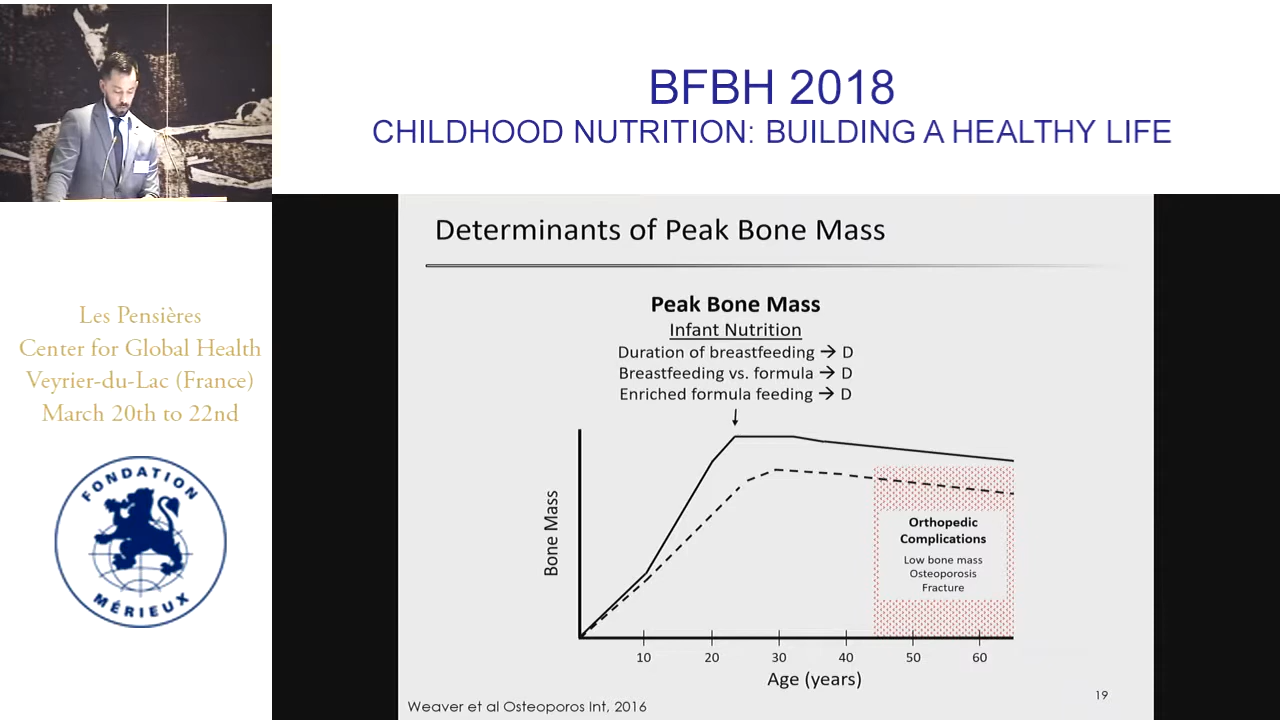 BFBH 2018
CHILDHOOD NUTRITION: BUILDING A HEALTHY LIFE
Les Pensières
Center for Global Health
Veyrier-du-Lac (France)
March 20th to 22nd
FONDATION
MÉRIEUX
Determinants of Peak Bone Mass
Peak Bone Mass
Infant Nutrition
Duration of breastfeeding → D
Breastfeeding vs. formula → D
Enriched formula feeding → D
Bone Mass
Orthopedic
Complications
Low bone mass
Osteoporosis
Fracture
10 20 30 40 50 60
Age (years)
Weaver et al Osteoporos Int, 2016
19